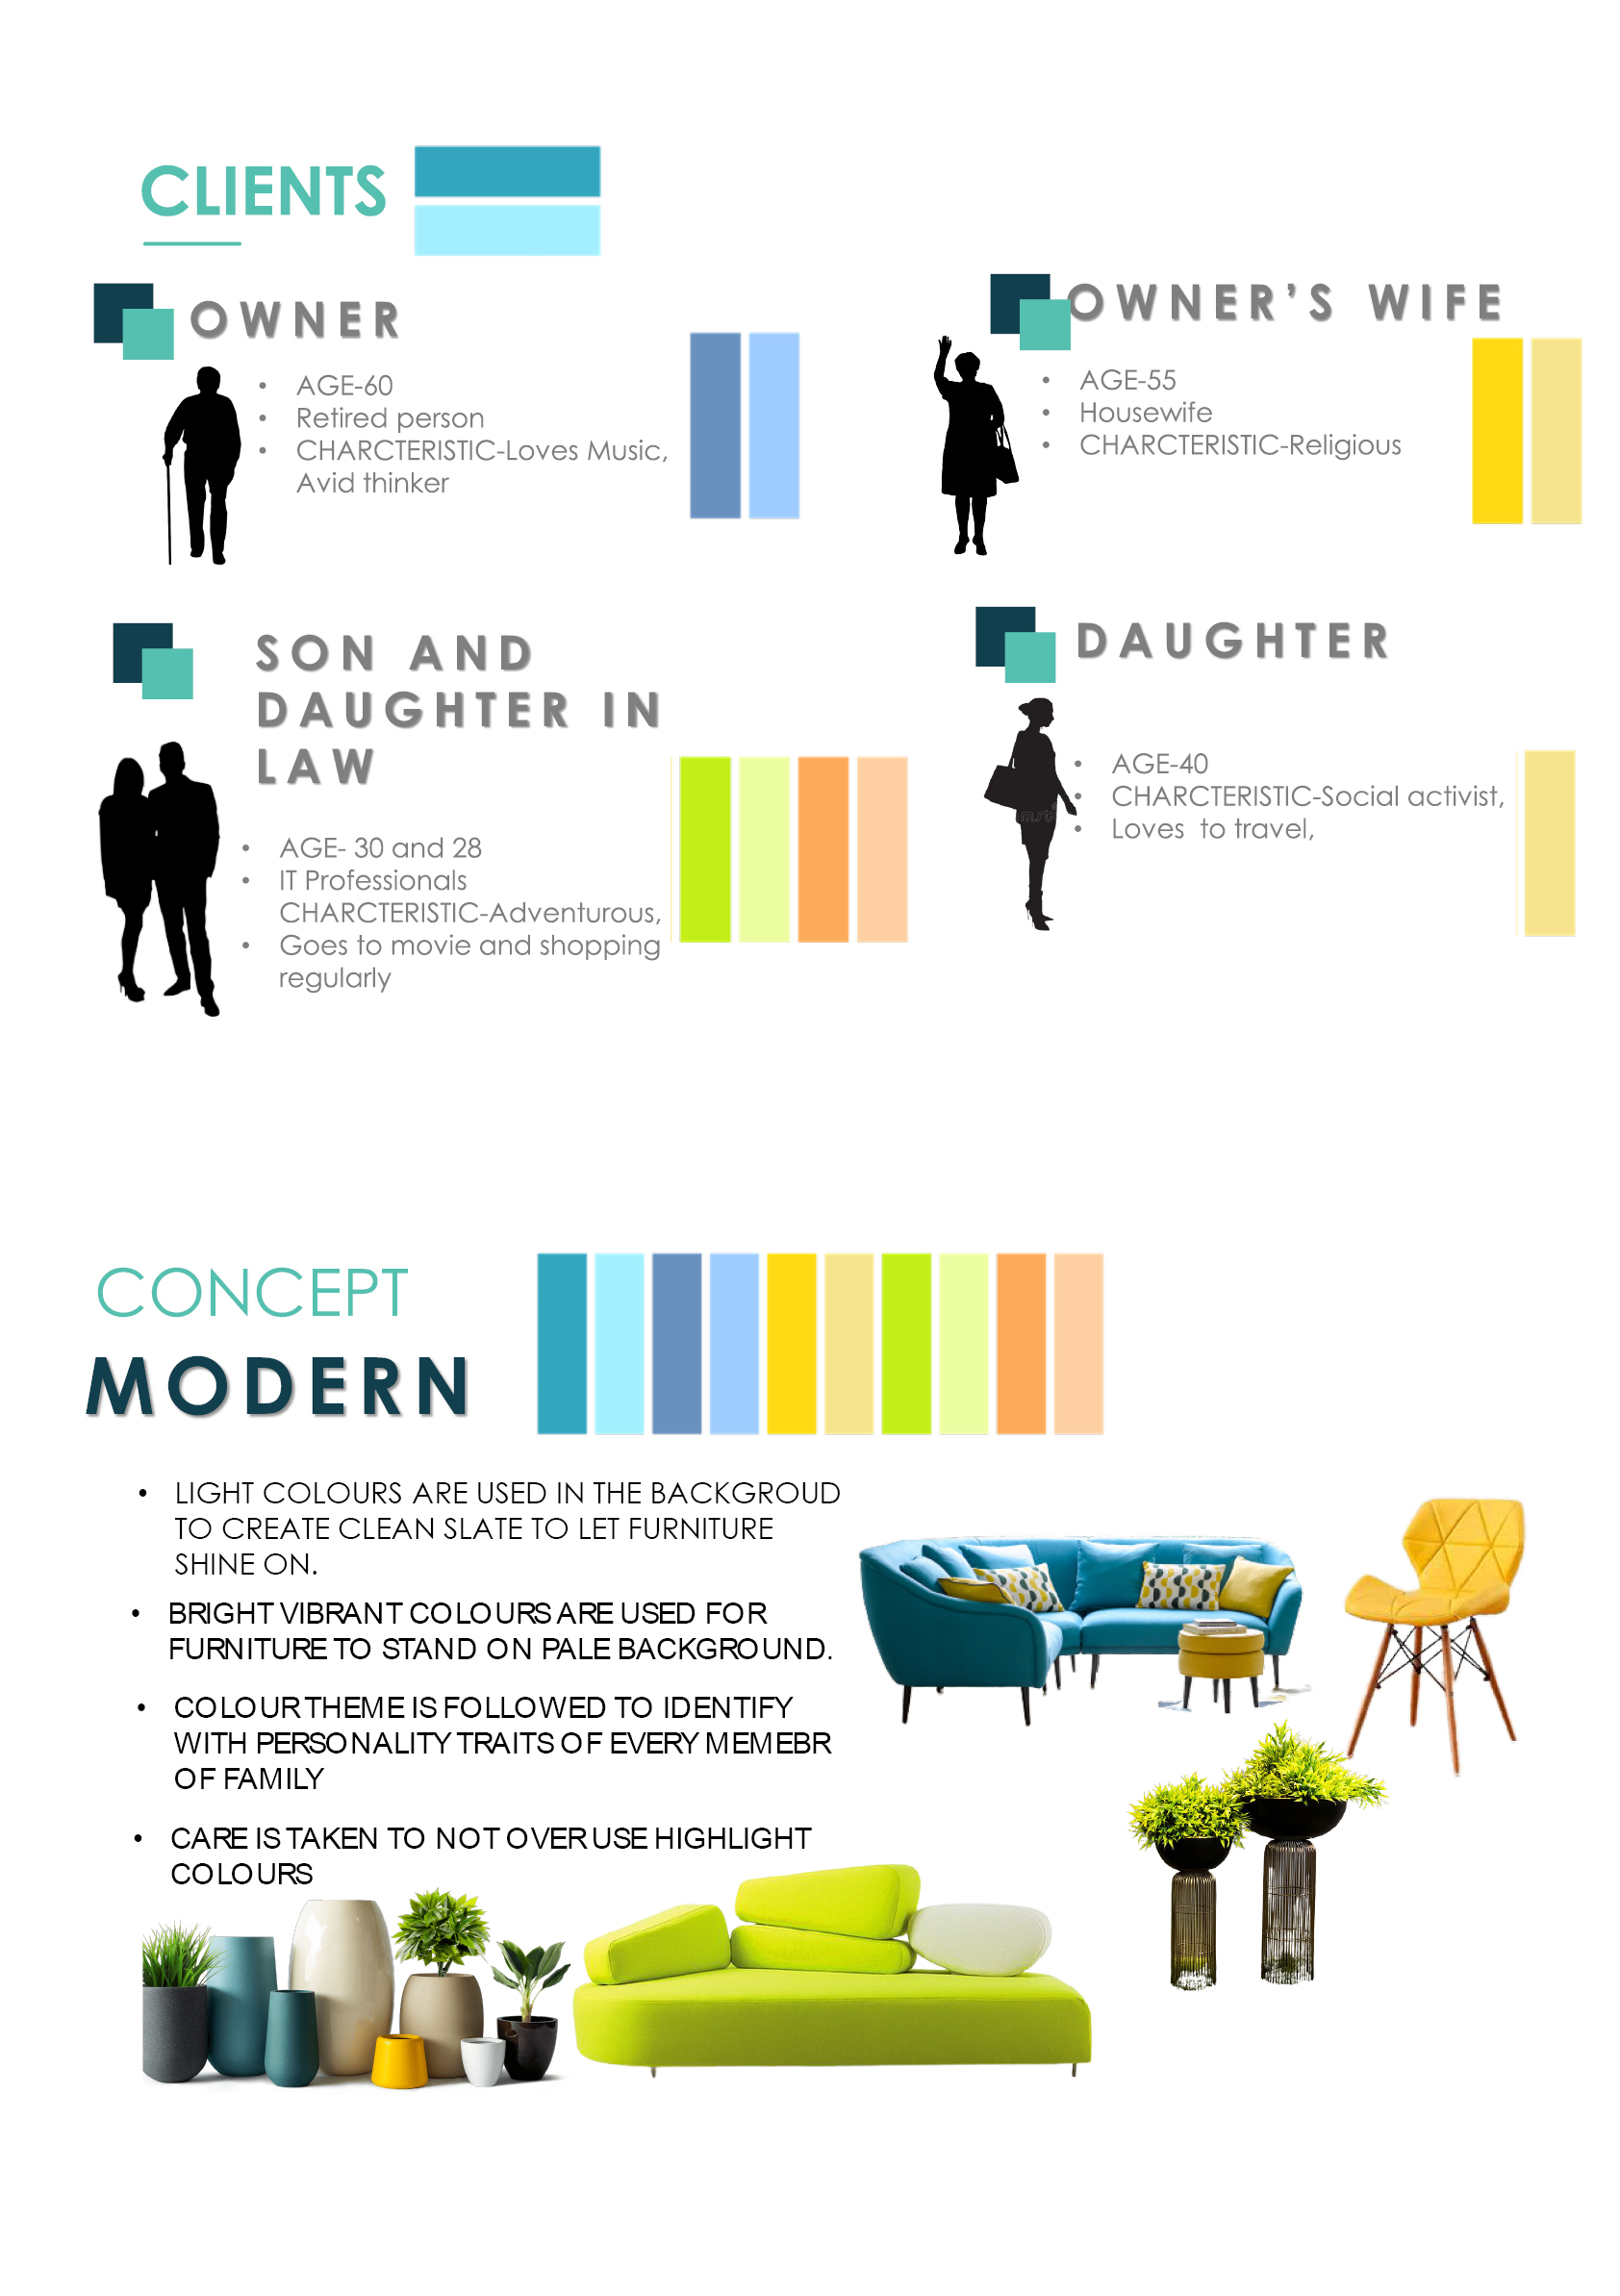 CLIENTS
OWNER
• AGE-60
• Retired person
• CHARCTERISTIC-Loves Music,
Avid thinker
OWNER'S WIFE
• AGE-55
• Housewife
• CHARCTERISTIC-Religious
SON AND
DAUGHTER IN
LAW
• AGE- 30 and 28
• IT Professionals
CHARCTERISTIC-Adventurous,
• Goes to movie and shopping
regularly
DAUGHTER
• AGE-40
• CHARCTERISTIC-Social activist,
• Loves to travel,
CONCEPT
MODERN
• LIGHT COLOURS ARE USED IN THE BACKGROUD
TO CREATE CLEAN SLATE TO LET FURNITURE
SHINE ON.
• BRIGHT VIBRANT COLOURS ARE USED FOR
FURNITURE TO STAND ON PALE BACKGROUND.
• COLOUR THEME IS FOLLOWED TO IDENTIFY
WITH PERSONALITY TRAITS OF EVERY MEMEBR
OF FAMILY
• CARE IS TAKEN TO NOT OVER USE HIGHLIGHT
COLOURS